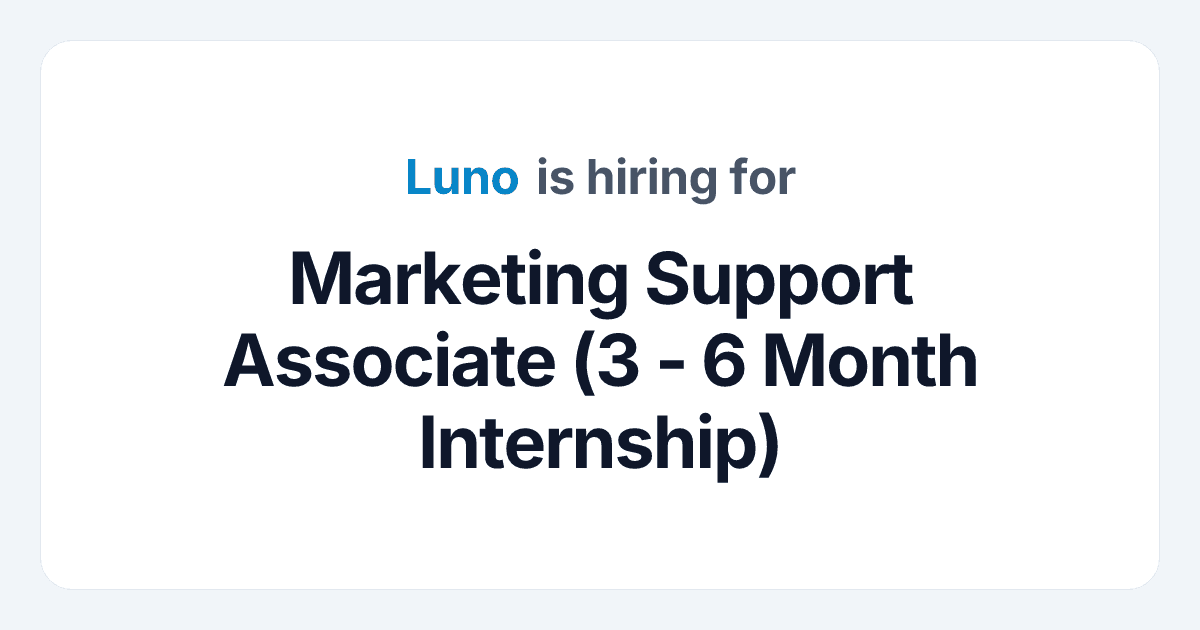 Luno is hiring for
Marketing Support
Associate (3 - 6 Month
Internship)